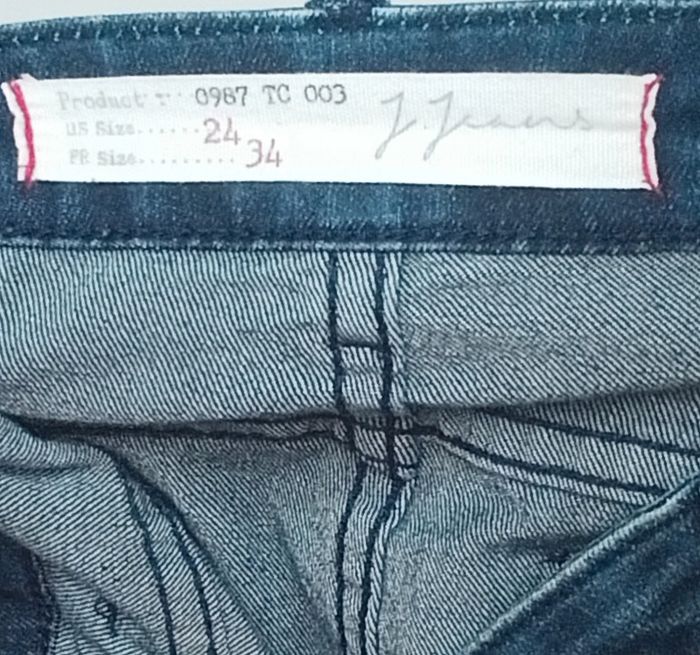 Product : 0987 TC 003
US Size......24
FR Size.........34
J.Jeans